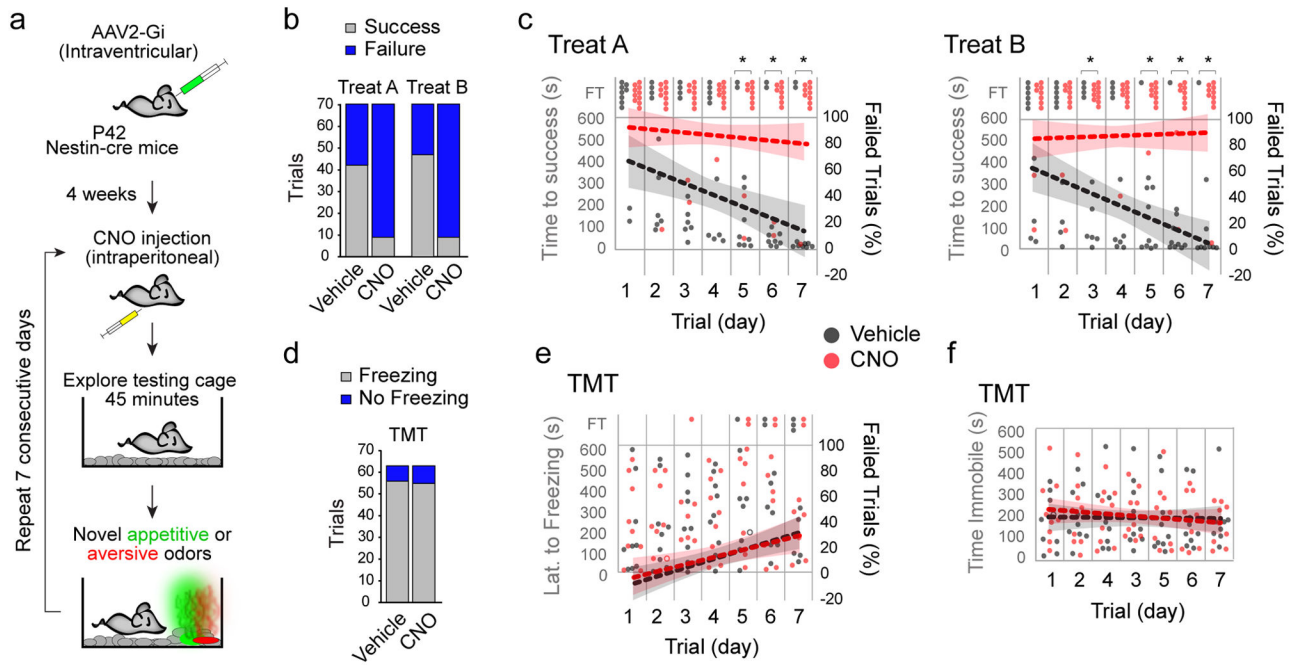 a
AAV2-Gi
(Intraventricular)
P42
Nestin-cre mice
4 weeks
CNO injection
(intraperitoneal)
Explore testing cage
45 minutes
Novel appetitive or
aversive odors
Repeat 7 consecutive days
b
Success
Failure
Treat A Treat B
70
60
50
40
30
20
10
0
Trials
Vehicle
CNO
Vehicle
CNO
c
Treat A
* * *
FT
600
500
400
300
200
100
0
Time to success (s)
100
80
60
40
20
0
-20
Failed Trials (%)
1 2 3 4 5 6 7
Trial (day)
Treat B
* * * *
FT
600
500
400
300
200
100
0
Time to success (s)
100
80
60
40
20
0
-20
Failed Trials (%)
1 2 3 4 5 6 7
Trial (day)
Vehicle
CNO
d
Freezing
No Freezing
TMT
70
60
50
40
30
20
10
0
Trials
Vehicle
CNO
e
TMT
FT
600
500
400
300
200
100
0
Lat. to Freezing (s)
100
80
60
40
20
0
-20
Failed Trials (%)
1 2 3 4 5 6 7
Trial (day)
f
TMT
600
500
400
300
200
100
0
Time Immobile (s)
1 2 4 3 5 6 7
Trial (day)